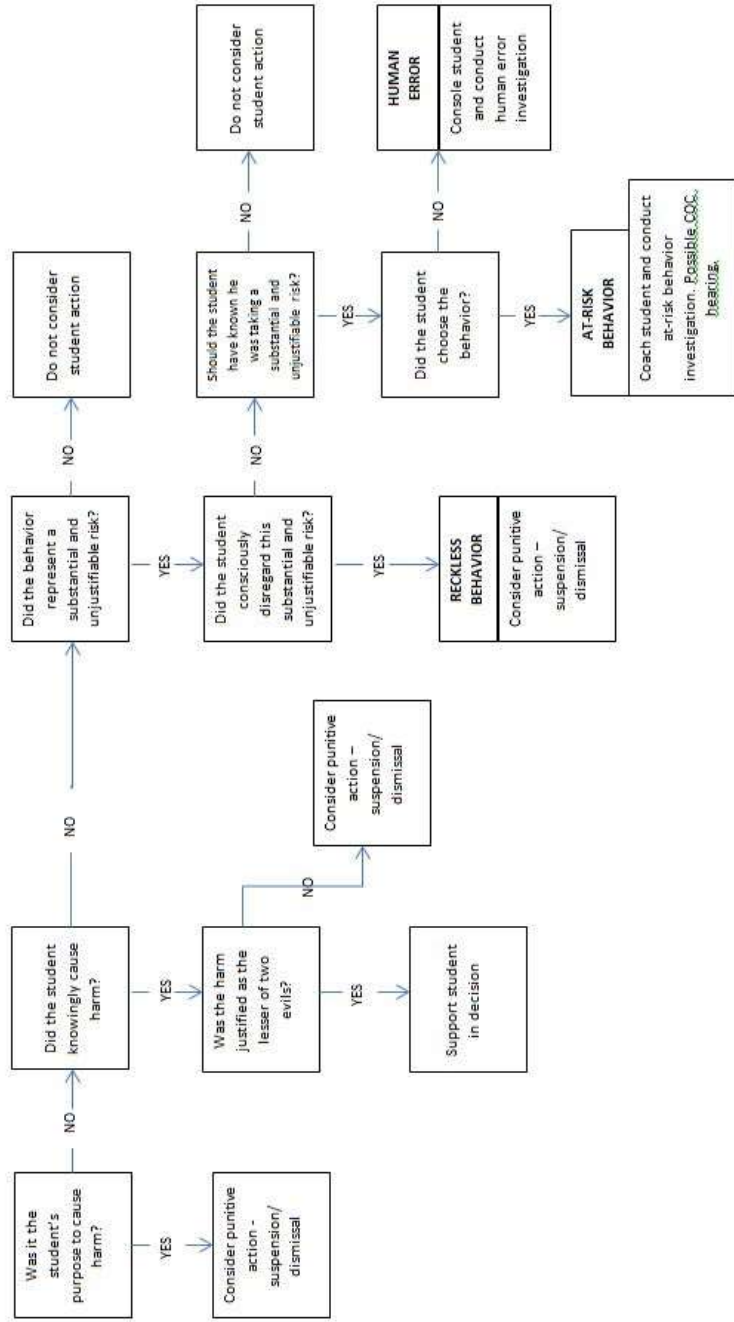 Was it the
student's
purpose to cause
harm?
NO
YES
Consider punitive
action -
suspension/
dismissal
Did the student
knowingly cause
harm?
NO
YES
Was the harm
justified as the
lesser of two
evils?
NO
YES
Consider punitive
action –
suspension/
dismissal
Support student
in decision
Did the behavior
represent a
substantial and
unjustifiable risk?
NO
YES
Do not consider
student action
Did the student
consciously
disregard this
substantial and
unjustifiable risk?
NO
YES
RECKLESS
BEHAVIOR
Consider punitive
action –
suspension/
dismissal
Should the student
have known he
was taking a
substantial and
unjustifiable risk?
NO
YES
Do not consider
student action
Did the student
choose the
behavior?
NO
YES
HUMAN
ERROR
Console student
and conduct
human error
investigation
AT-RISK
BEHAVIOR
Coach student and conduct
at-risk behavior
investigation. Possible COC
hearing.